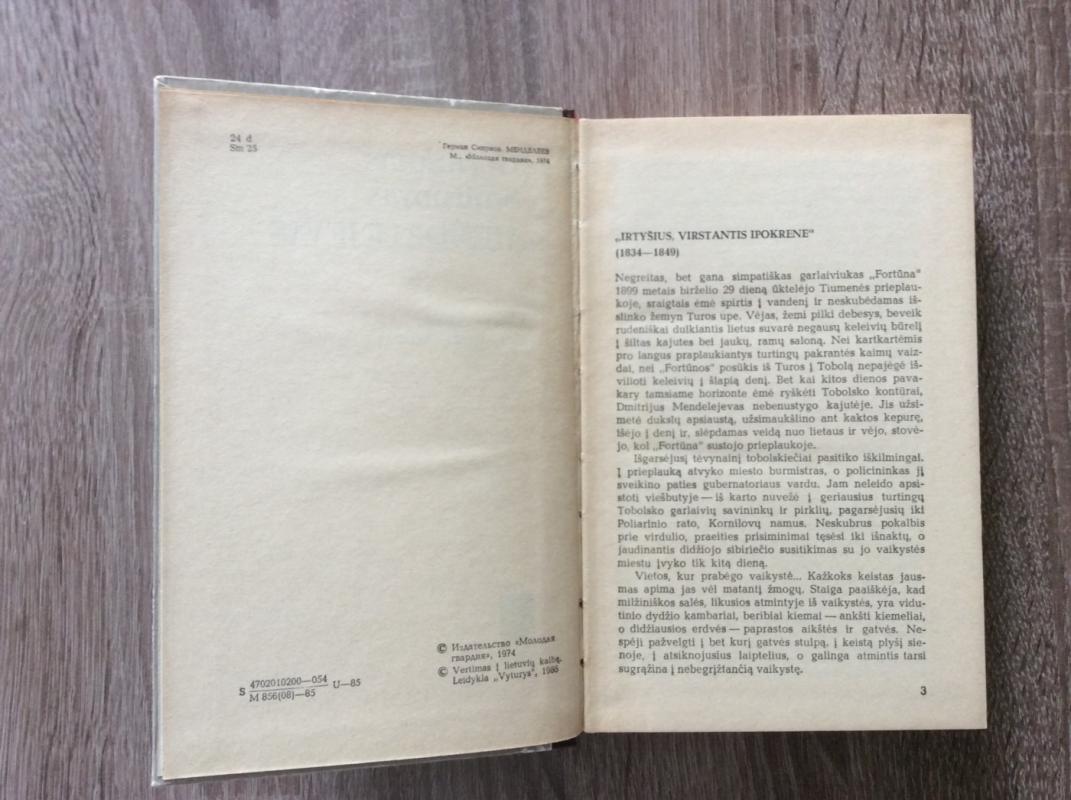 24 d
Sm 25
Герман Смирнов. МЕНДЕЛЕЕВ
М., «Молодая гвардия», 1974
© Издательство «Молодая
гвардия», 1974
© Vertimas į lietuvių kalbą.
Leidykla „Vyturys“, 1985
S 4702010200—054 U—85
M 856(08)—85
„IRTYŠIUS, VIRSTANTIS IPOKRENE“
(1834—1849)
Negreitas, bet gana simpatiškas garlaiviukas „Fortūna“
1899 metais birželio 29 dieną ūktelėjo Tiumenės prieplau-
koje, sraigtais ėmė spirtis į vandenį ir neskubėdamas iš-
slinko žemyn Turos upe. Vėjas, žemi pilki debesys, beveik
rudeniškai dulkiantis lietus suvarė negausų keleivių būrelį
į šiltas kajutes bei jaukų, ramų saloną. Nei kartkartėmis
pro langus praplaukiantys turtingų pakrantės kaimų vaiz-
dai, nei „Fortūnos“ posūkis iš Turos į Tobolą nepajėgė iš-
vilioti keleivių į šlapią denį. Bet kai kitos dienos pava-
kary tamsiame horizonte ėmė ryškėti Tobolsko kontūrai,
Dmitrijus Mendelejevas nebenustygo kajutėje. Jis užsi-
metė dukslų apsiaustą, užsimaukšlino ant kaktos kepurę,
išėjo į denį ir, slėpdamas veidą nuo lietaus ir vėjo, stovė-
jo, kol „Fortūna“ sustojo prieplaukoje.
Išgarsėjusį tėvynainį tobolskiečiai pasitiko iškilmingai.
Į prieplauką atvyko miesto burmistras, o policininkas jį
sveikino paties gubernatoriaus vardu. Jam neleido apsi-
stoti viešbutyje — iš karto nuvežė į geriausius turtingų
Tobolsko garlaivių savininkų ir pirklių, pagarsėjusių iki
Poliarinio rato, Kornilovų namus. Neskubrus pokalbis
prie virdulio, praeities prisiminimai tęsėsi iki išnaktų, o
jaudinantis didžiojo sibiriečio susitikimas su jo vaikystės
miestu įvyko tik kitą dieną.
Vietos, kur prabėgo vaikystė... Kažkoks keistas jaus-
mas apima jas vėl matantį žmogų. Staiga paaiškėja, kad
milžiniškos salės, likusios atmintyje iš vaikystės, yra vidu-
tinio dydžio kambariai, beribiai kiemai — ankšti kiemeliai,
o didžiausios erdvės — paprastos aikštės ir gatvės. Ne-
spėji pažvelgti į bet kurį gatvės stulpą, į keistą plyšį sie-
noje, į atsiknojusius laiptelius, o galinga atmintis tarsi
sugrąžina į nebegrįžtančią vaikystę.
3